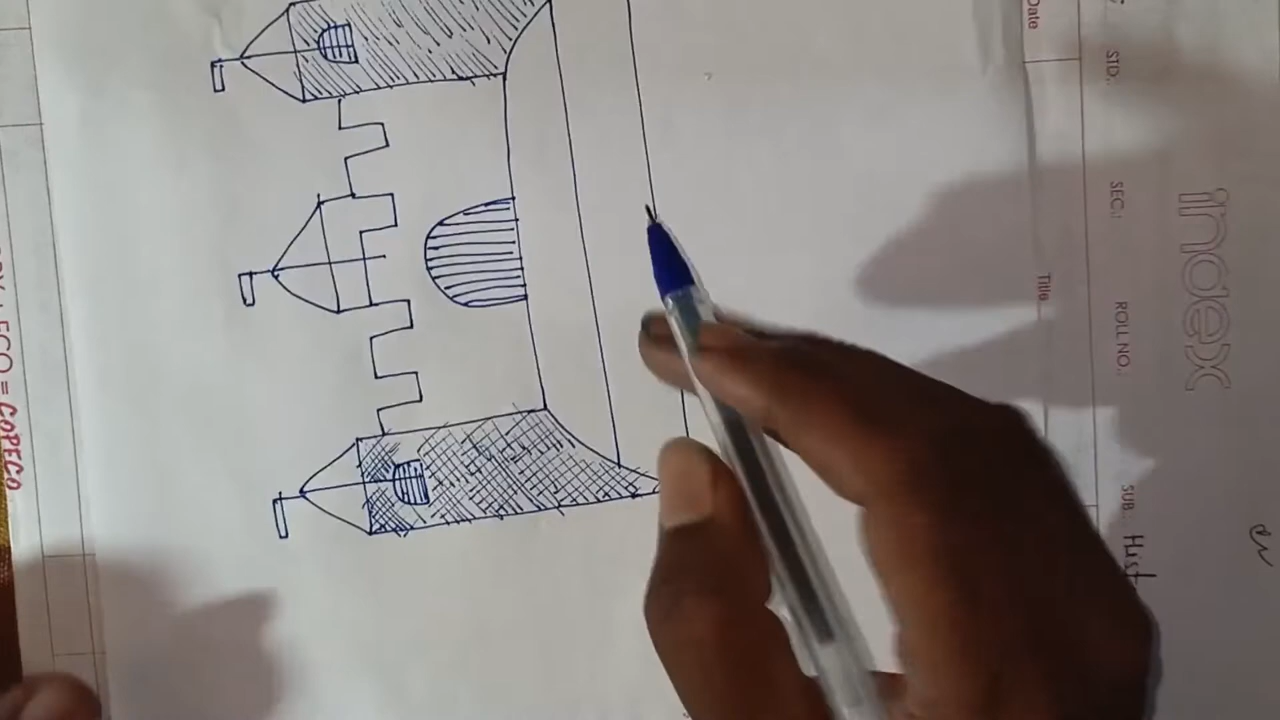 index
STD.:
SEC.:
ROLL NO.:
SUB.: Hist
Date
Title
ECO = COPECO